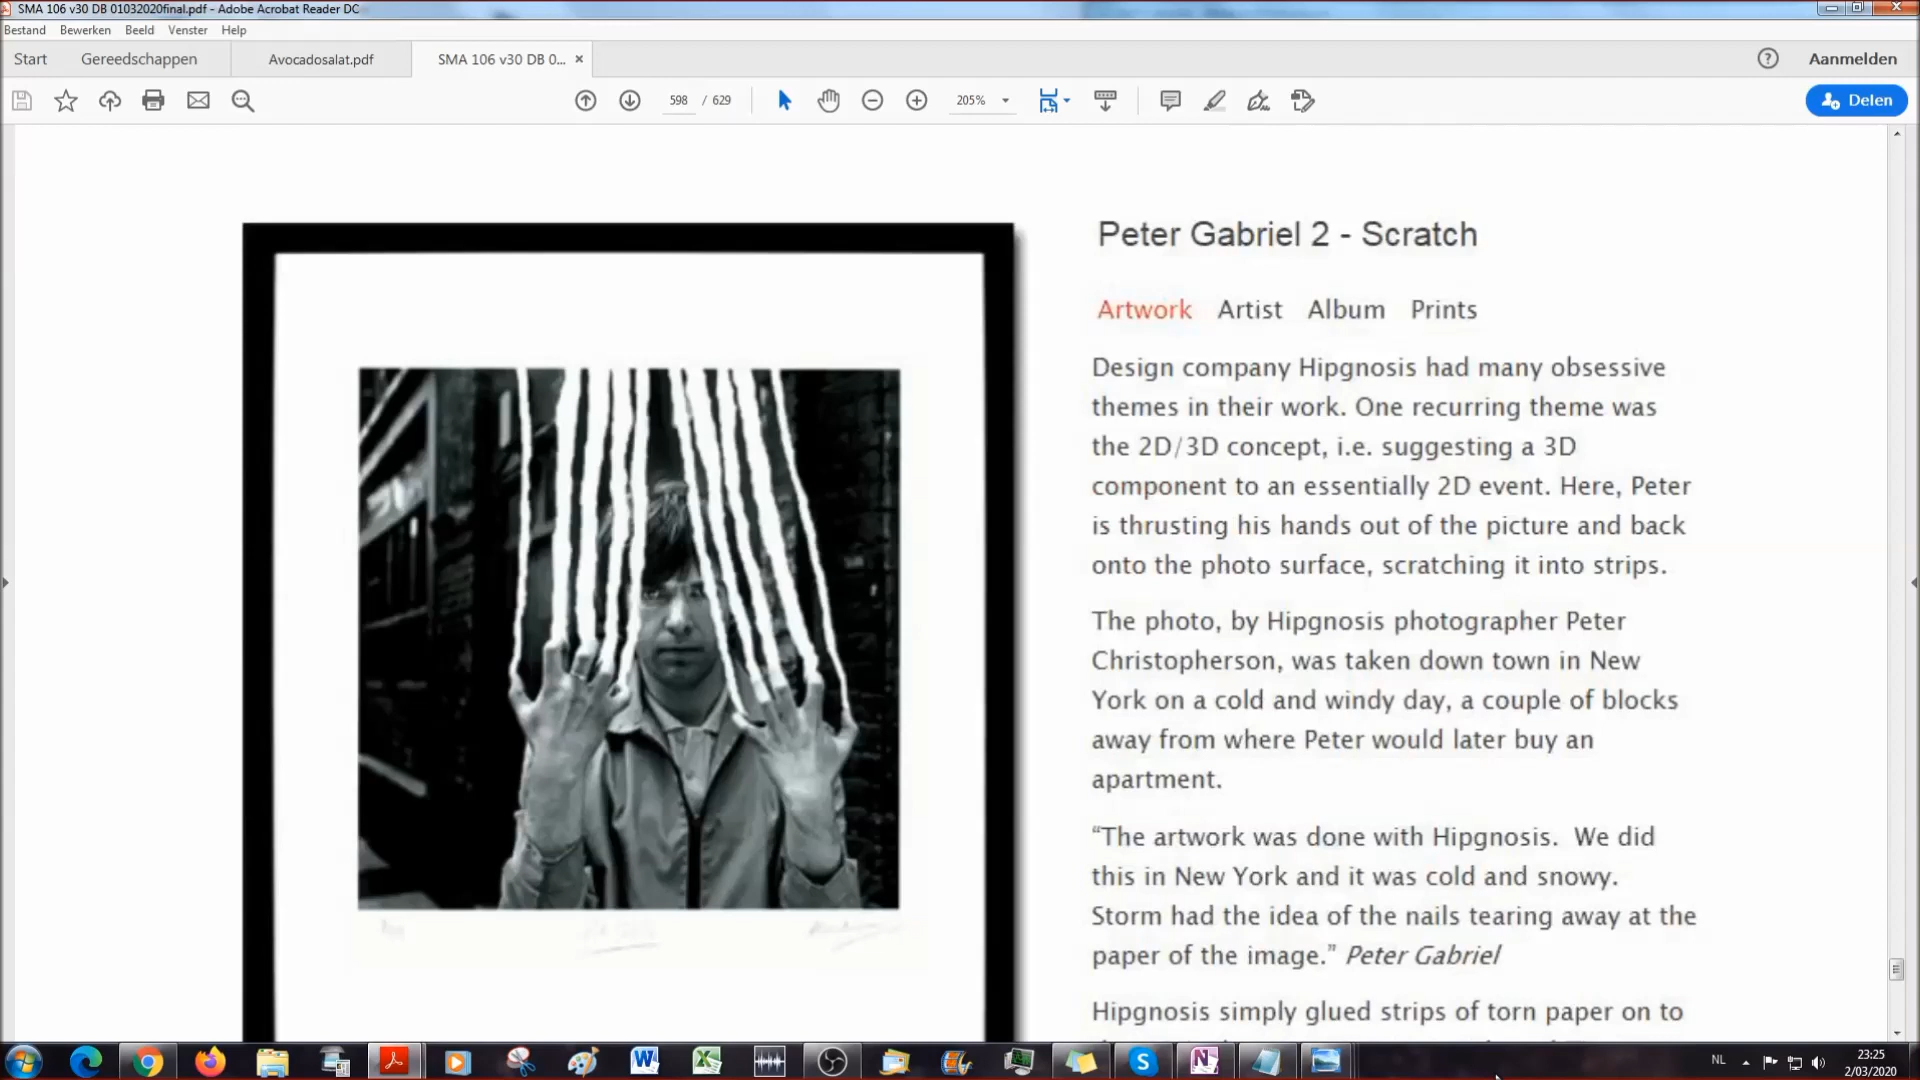 SMA 106 v30 DB 01032020final.pdf - Adobe Acrobat Reader DC
Bestand Bewerken Beeld Venster Help
Start Gereedschappen Avocadosalat.pdf SMA 106 v30 DB 0... × Aanmelden
598 / 629 205% Delen
Peter Gabriel 2 - Scratch
Artwork Artist Album Prints
Design company Hipgnosis had many obsessive
themes in their work. One recurring theme was
the 2D/3D concept, i.e. suggesting a 3D
component to an essentially 2D event. Here, Peter
is thrusting his hands out of the picture and back
onto the photo surface, scratching it into strips.
The photo, by Hipgnosis photographer Peter
Christopherson, was taken down town in New
York on a cold and windy day, a couple of blocks
away from where Peter would later buy an
apartment.
“The artwork was done with Hipgnosis. We did
this in New York and it was cold and snowy.
Storm had the idea of the nails tearing away at the
paper of the image.” Peter Gabriel
Hipgnosis simply glued strips of torn paper on to
NL 23:25
2/03/2020